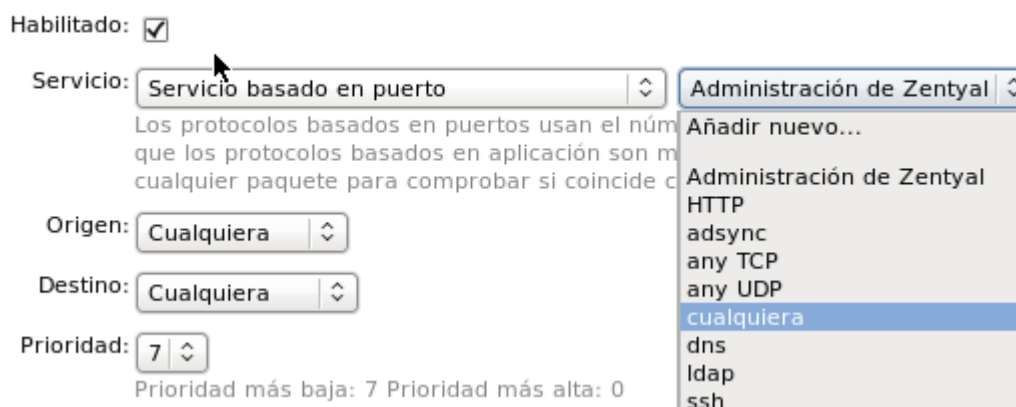 Habilitado:
Servicio: Servicio basado en puerto Administración de Zentyal
Los protocolos basados en puertos usan el núm
que los protocolos basados en aplicación son m
cualquier paquete para comprobar si coincide c
Añadir nuevo...
Administración de Zentyal
HTTP
adsync
any TCP
any UDP
cualquiera
dns
ldap
ssh
Origen: Cualquiera
Destino: Cualquiera
Prioridad: 7
Prioridad más baja: 7 Prioridad más alta: 0